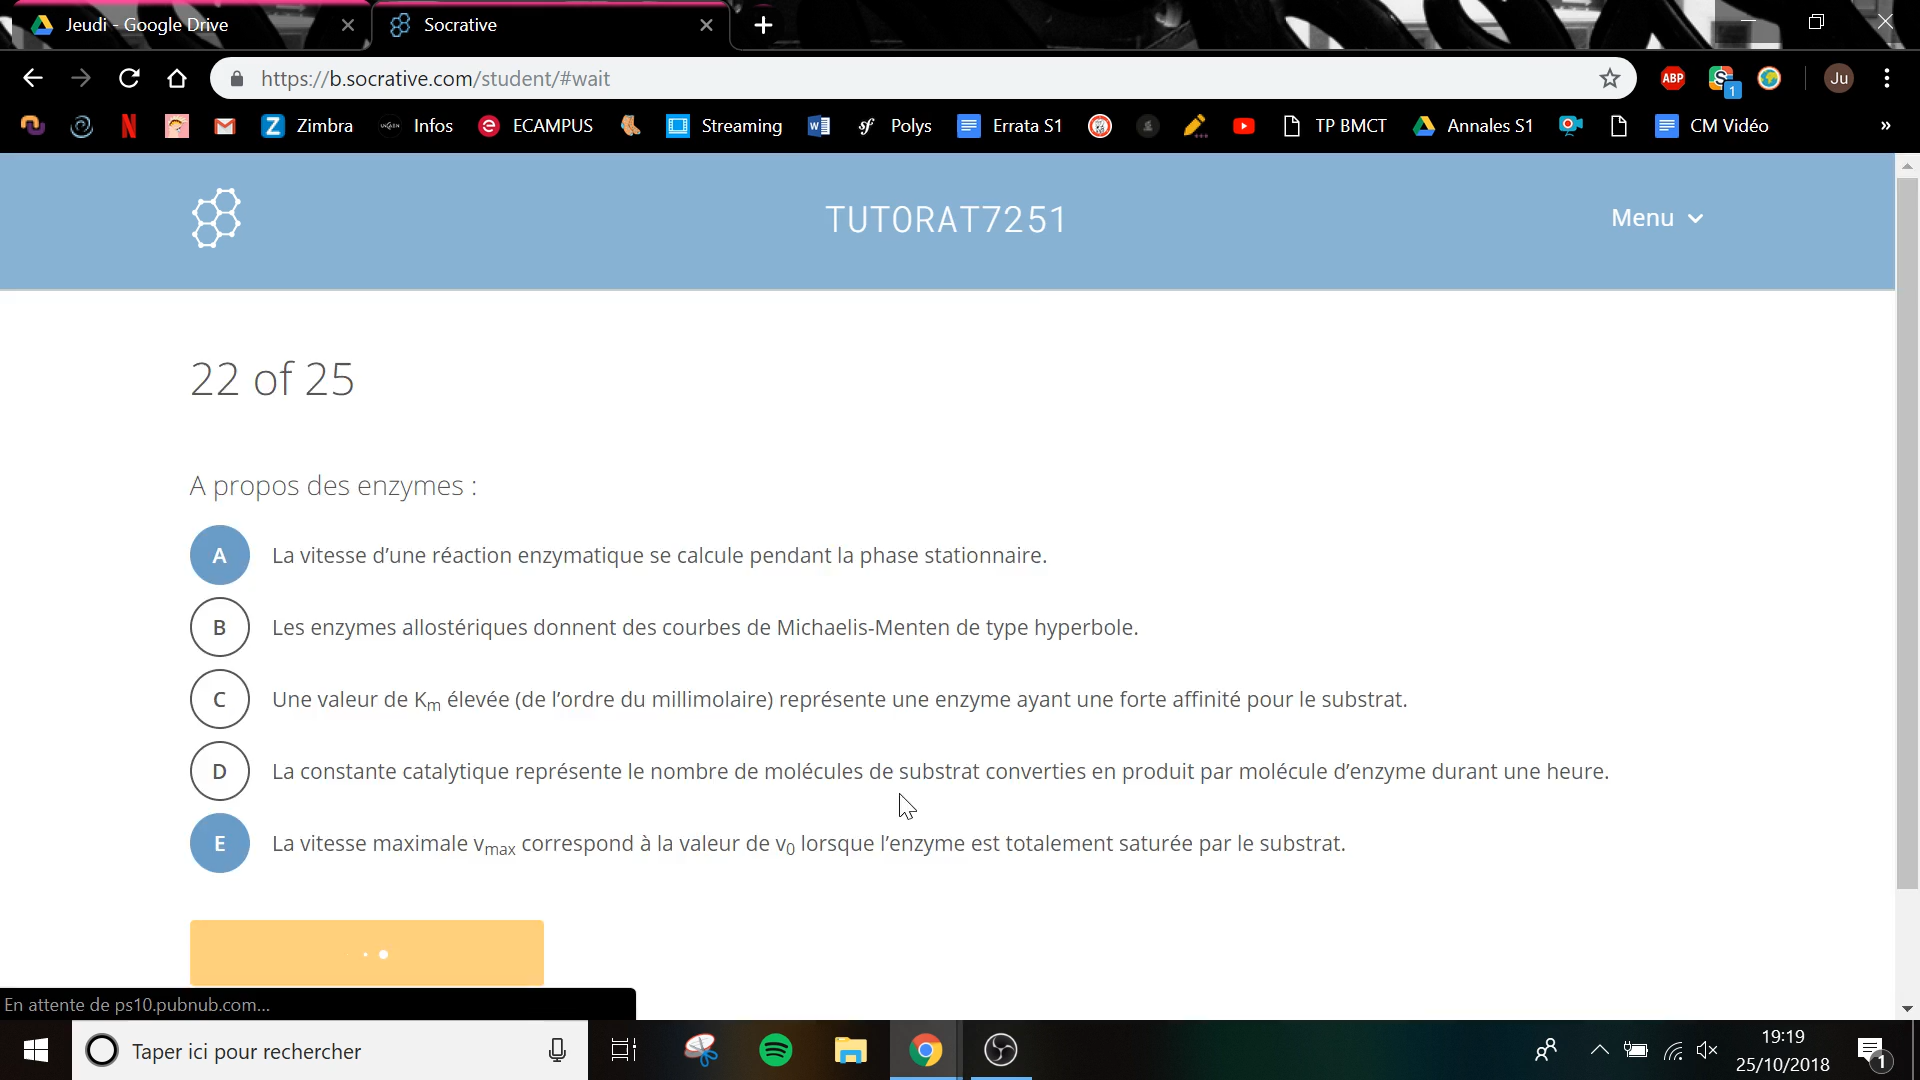 Jeudi - Google Drive
Socrative
https://b.socrative.com/student/#wait
ABP
1
Ju
Zimbra
Infos
ECAMPUS
Streaming
Polys
Errata S1
TP BMCT
Annales S1
CM Vidéo
»
TUTORAT7251
Menu
22 of 25
A propos des enzymes :
A La vitesse d’une réaction enzymatique se calcule pendant la phase stationnaire.
B Les enzymes allostériques donnent des courbes de Michaelis-Menten de type hyperbole.
C Une valeur de Km élevée (de l’ordre du millimolaire) représente une enzyme ayant une forte affinité pour le substrat.
D La constante catalytique représente le nombre de molécules de substrat converties en produit par molécule d’enzyme durant une heure.
E La vitesse maximale vmax correspond à la valeur de v0 lorsque l’enzyme est totalement saturée par le substrat.
En attente de ps10.pubnub.com...
Taper ici pour rechercher
19:19
25/10/2018
1